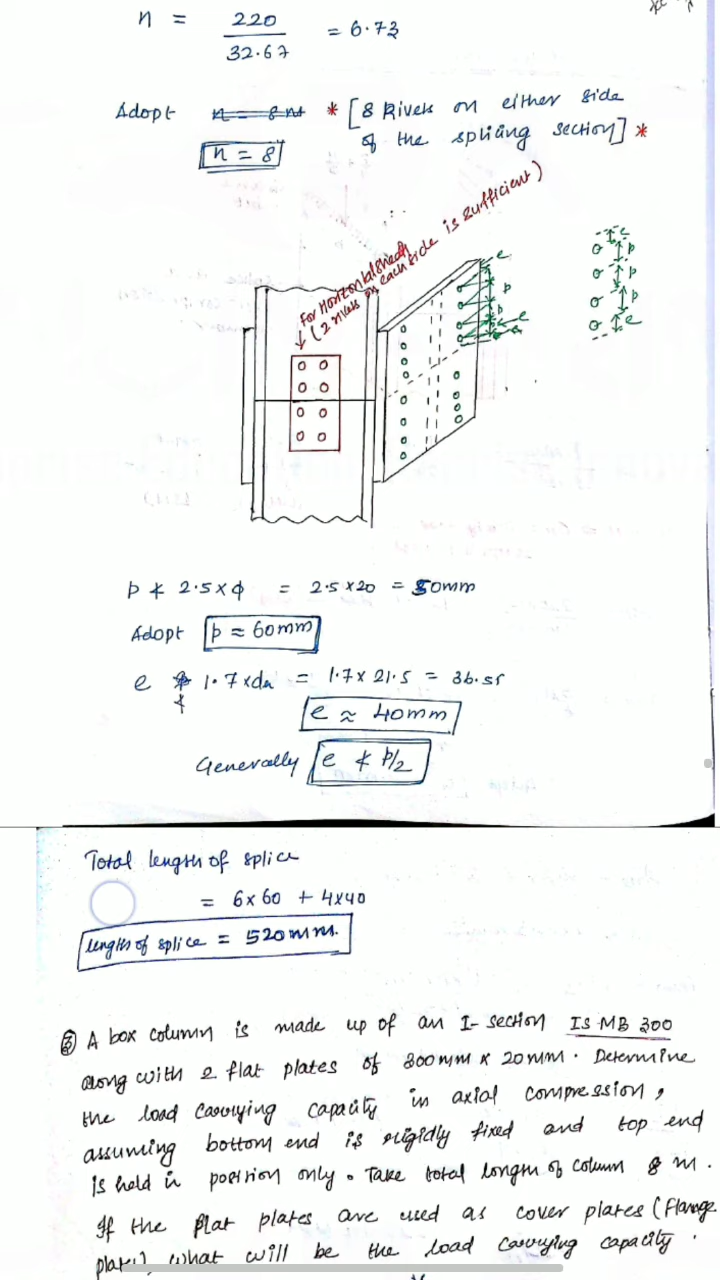 n = 220 / 32.67 = 6.73
Adopt n = 8 * [8 Rivets on either side
of the splicing section] *
n = 8
For Horizontal shear
(2 rivets on each side is sufficient)
e
p
p
e
e
p
p
p
e
p ≮ 2.5 x φ = 2.5 x 20 = 50mm
Adopt p ≈ 60mm
e ≮ 1.7 x da = 1.7 x 21.5 = 36.55
e ≈ 40mm
Generally e ≮ p/2
Total length of splice
= 6 x 60 + 4 x 40
length of splice = 520mm.
③ A box column is made up of an I-section IS MB 300
along with 2 flat plates of 300mm x 20mm. Determine
the load carrying capacity in axial compression,
assuming bottom end is rigidly fixed and top end
is held in position only. Take total length of column 8 m.
If the flat plates are used as cover plates (Flange
plate), what will be the load carrying capacity.